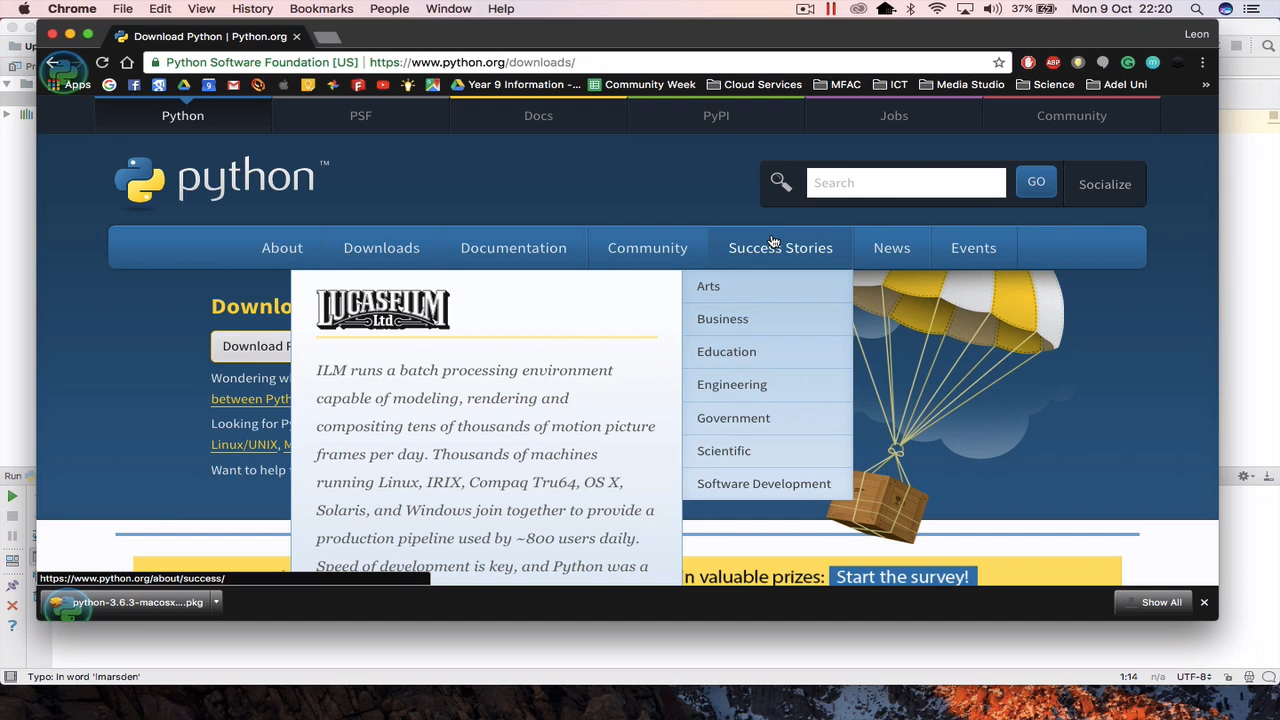 Chrome File Edit View History Bookmarks People Window Help 37% Mon 9 Oct 22:20
Download Python | Python.org Leon
Python Software Foundation [US] https://www.python.org/downloads/
Apps Year 9 Information -... Community Week Cloud Services MFAC ICT Media Studio Science Adel Uni »
Python PSF Docs PyPI Jobs Community
python™
Search GO Socialize
About Downloads Documentation Community Success Stories News Events
Downlo
Download P
Wondering w
between Pyth
Looking for Py
Linux/UNIX, M
Want to help
LUCASFILM
Ltd
ILM runs a batch processing environment
capable of modeling, rendering and
compositing tens of thousands of motion picture
frames per day. Thousands of machines
running Linux, IRIX, Compaq Tru64, OS X,
Solaris, and Windows join together to provide a
production pipeline used by ~800 users daily.
Speed of development is key, and Python was a
Arts
Business
Education
Engineering
Government
Scientific
Software Development
n valuable prizes: Start the survey!
https://www.python.org/about/success/
python-3.6.3-macosx....pkg Show All
Run
Typo: In word 'lmarsden' 1:14 n/a UTF-8